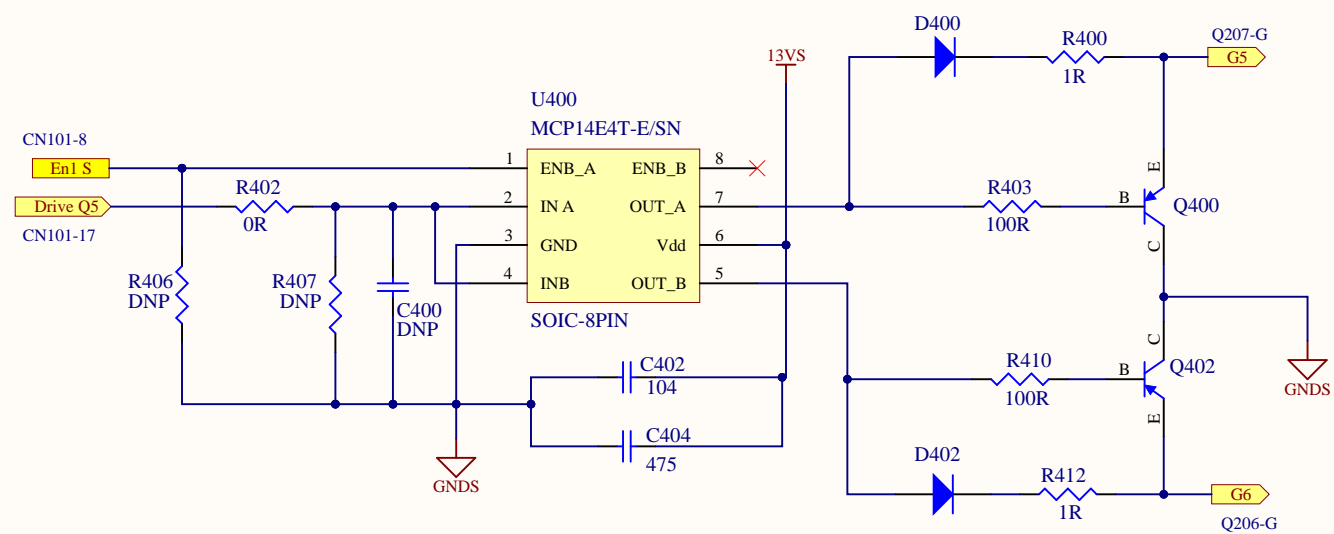 D400
R400
1R
Q207-G
G5
13VS
U400
MCP14E4T-E/SN
CN101-8
En1 S
Drive Q5
CN101-17
R402
0R
1
ENB_A
ENB_B
8
2
IN A
OUT_A
7
3
GND
Vdd
6
4
INB
OUT_B
5
SOIC-8PIN
R403
100R
B
E
C
Q400
R406
DNP
R407
DNP
C400
DNP
C402
104
C404
475
GNDS
R410
100R
B
C
E
Q402
GNDS
D402
R412
1R
G6
Q206-G